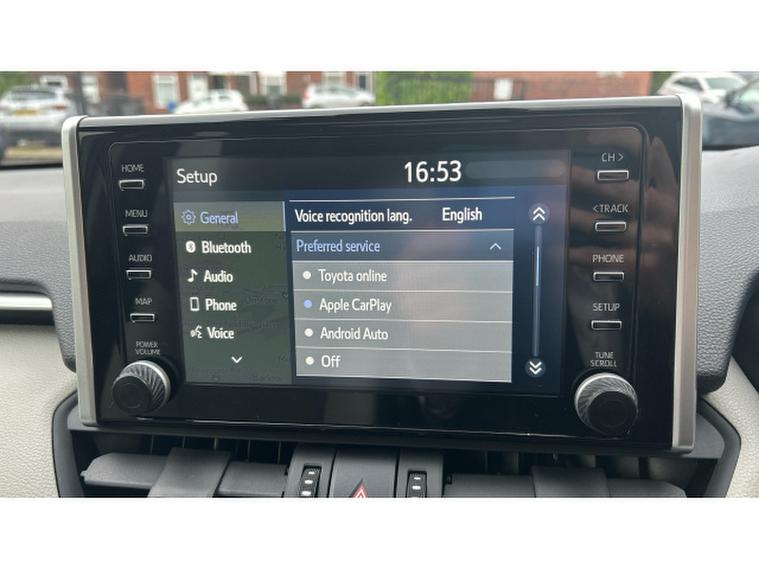 HOME
MENU
AUDIO
MAP
POWER
VOLUME
Setup
16:53
General
Bluetooth
Audio
Phone
Voice
Voice recognition lang. English
Preferred service
Toyota online
Apple CarPlay
Android Auto
Off
CH >
< TRACK
PHONE
SETUP
TUNE
SCROLL